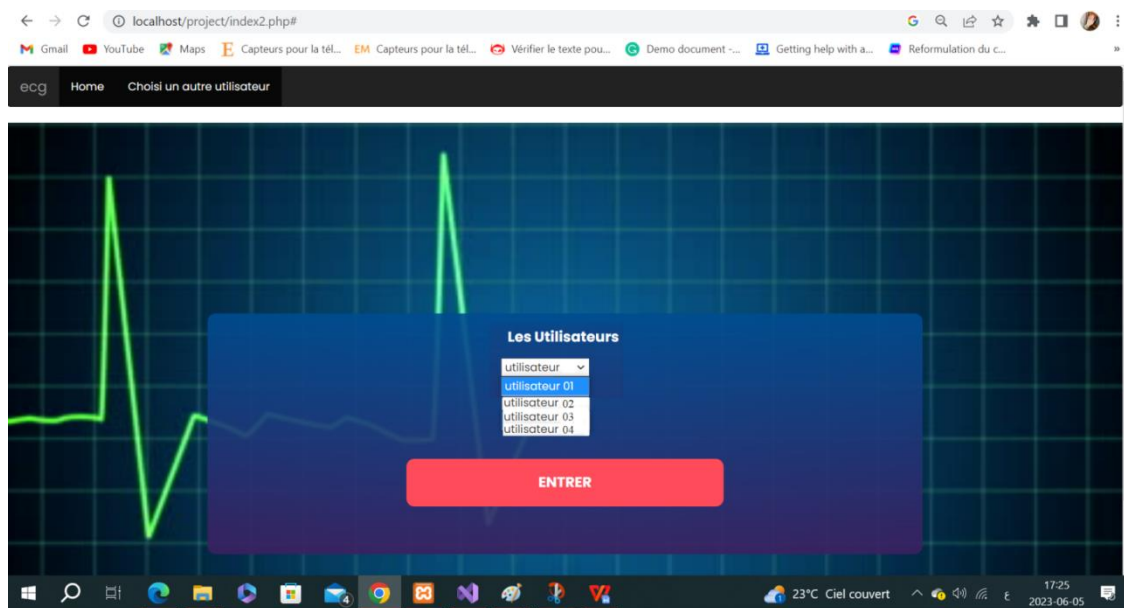 localhost/project/index2.php#
Gmail YouTube Maps Capteurs pour la tél... EM Capteurs pour la tél... Vérifier le texte pou... Demo document -... Getting help with a... Reformulation du c... »
ecg Home Choisi un autre utilisateur
Les Utilisateurs
utilisateur
utilisateur 01
utilisateur 02
utilisateur 03
utilisateur 04
ENTRER
4
23°C Ciel couvert ع 17:25
2023-06-05